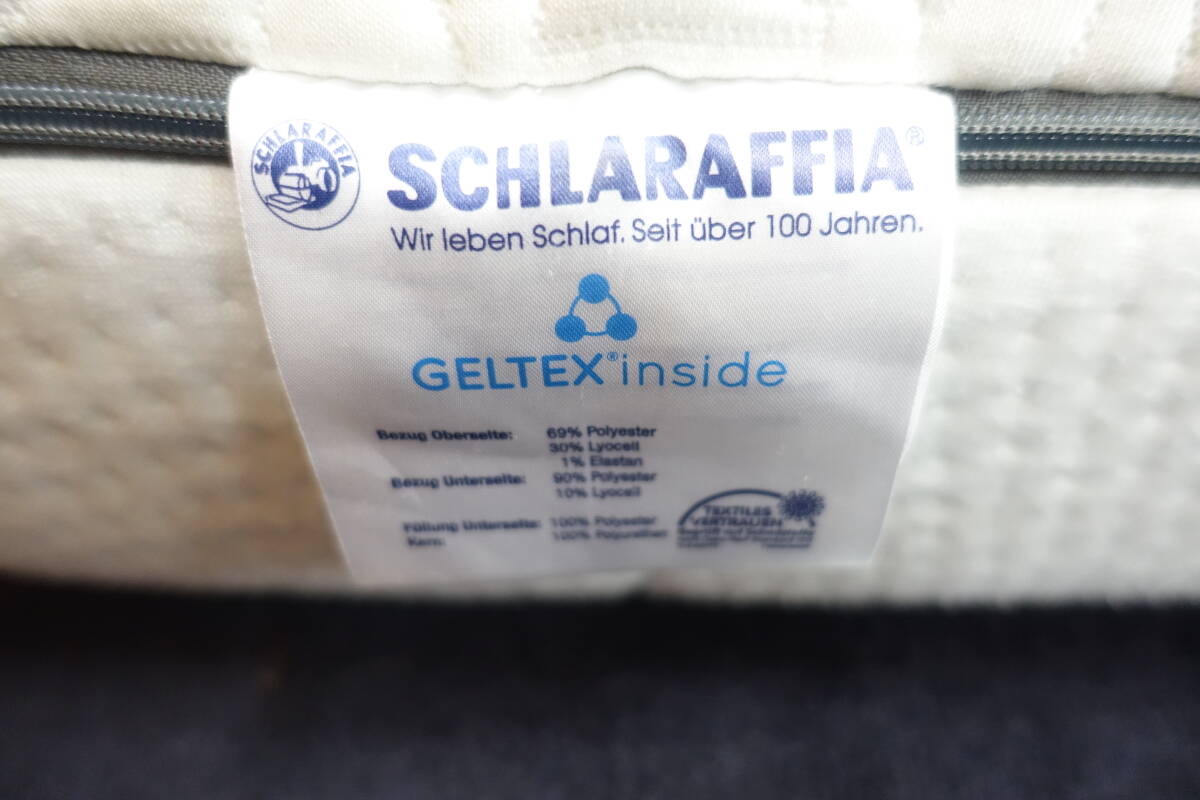 SCHLARAFFIA
SCHLARAFFIA®
Wir leben Schlaf. Seit über 100 Jahren.
GELTEX® inside
Bezug Oberseite: 69% Polyester
30% Lyocell
1% Elastan
Bezug Unterseite: 90% Polyester
10% Lyocell
Füllung Unterseite: 100% Polyester
Kern: 100% Polyurethan
TEXTILES
VERTRAUEN